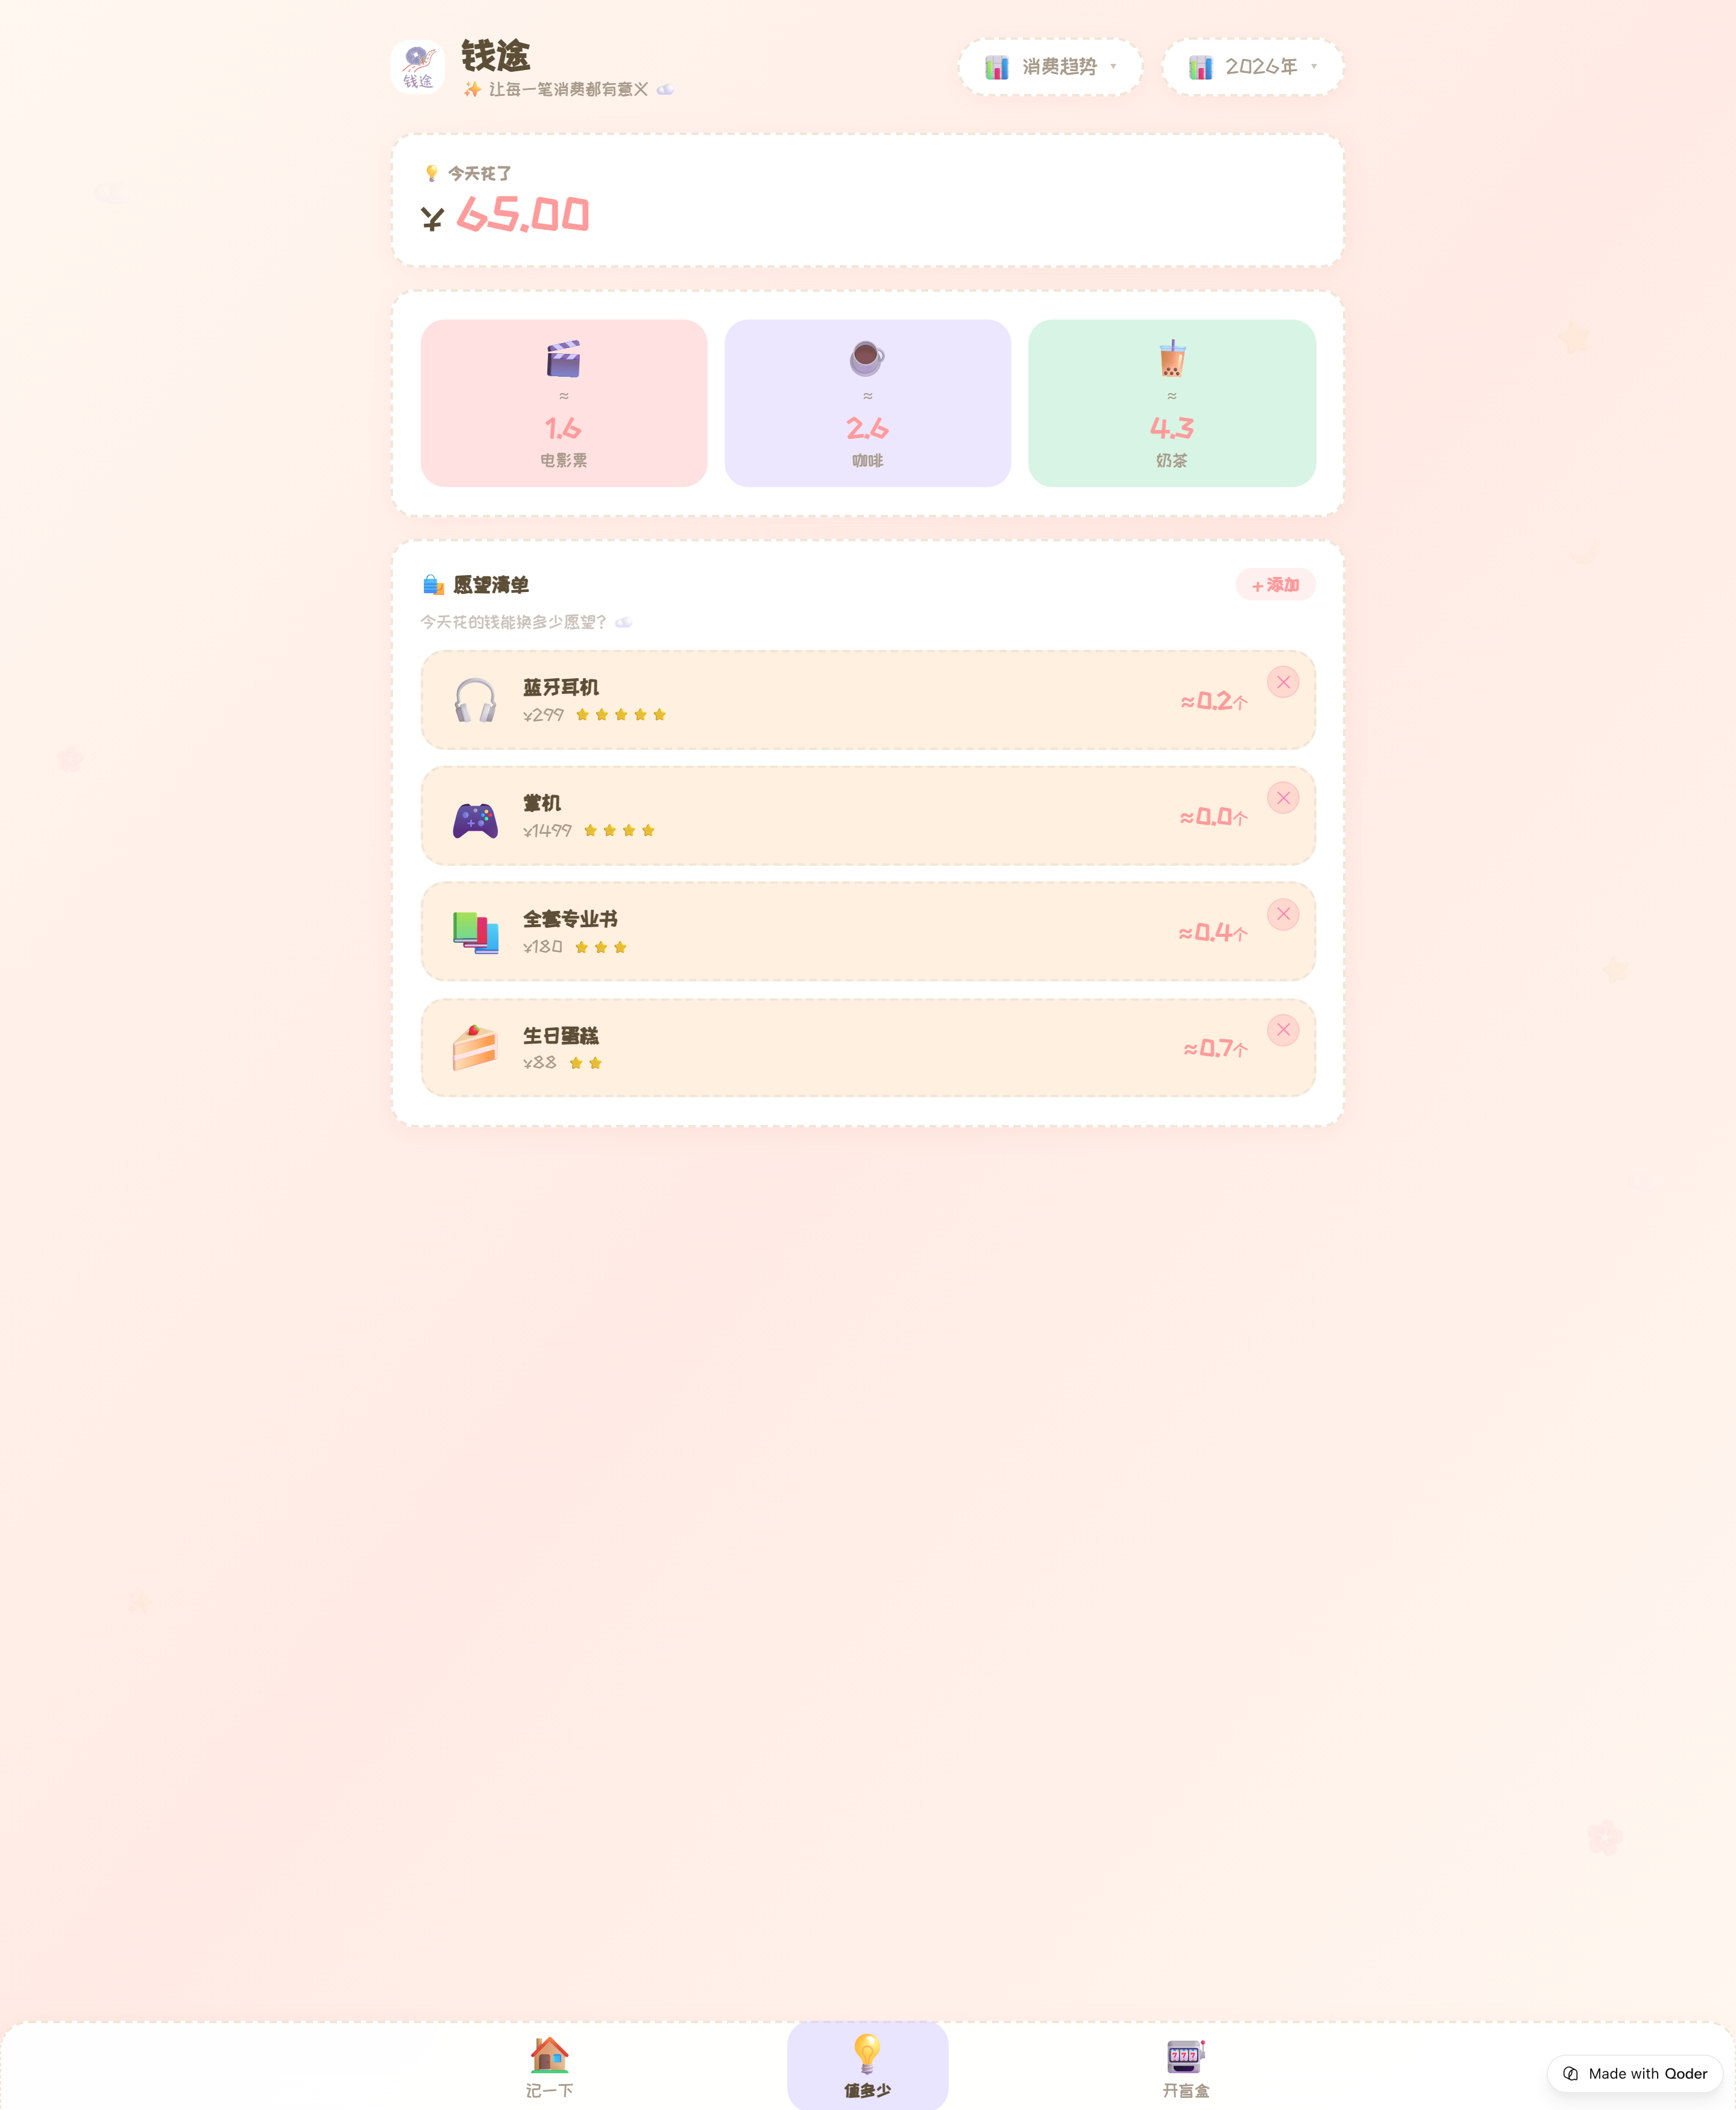 钱途
钱途
✨ 让每一笔消费都有意义
消费趋势
2026年
今天花了
¥ 65.00
≈
1.6
电影票
≈
2.6
咖啡
≈
4.3
奶茶
愿望清单
+ 添加
今天花的钱能换多少愿望？
蓝牙耳机
¥299
≈0.2个
掌机
¥1499
≈0.0个
全套专业书
¥180
≈0.4个
生日蛋糕
¥88
≈0.7个
记一下
值多少
777
开盲盒
Made with Qoder